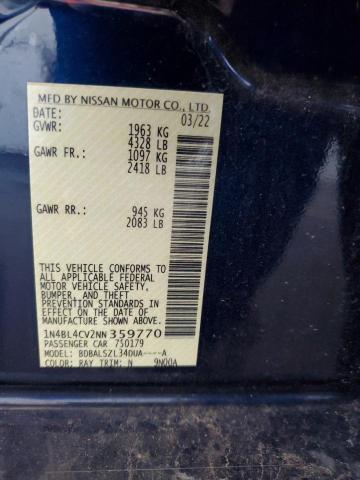 MFD BY NISSAN MOTOR CO., LTD.
DATE: 03/22
GVWR: 1963 KG
4328 LB
GAWR FR.: 1097 KG
2418 LB
GAWR RR.: 945 KG
2083 LB
THIS VEHICLE CONFORMS TO
ALL APPLICABLE FEDERAL
MOTOR VEHICLE SAFETY,
BUMPER, AND THEFT
PREVENTION STANDARDS
IN EFFECT ON THE DATE OF
MANUFACTURE SHOWN ABOVE.
1N4BL4CV2NN 359770
PASSENGER CAR 750179
MODEL: BDBALSZL34DUA----A
COLOR: RAY TRIM: N 9N00A